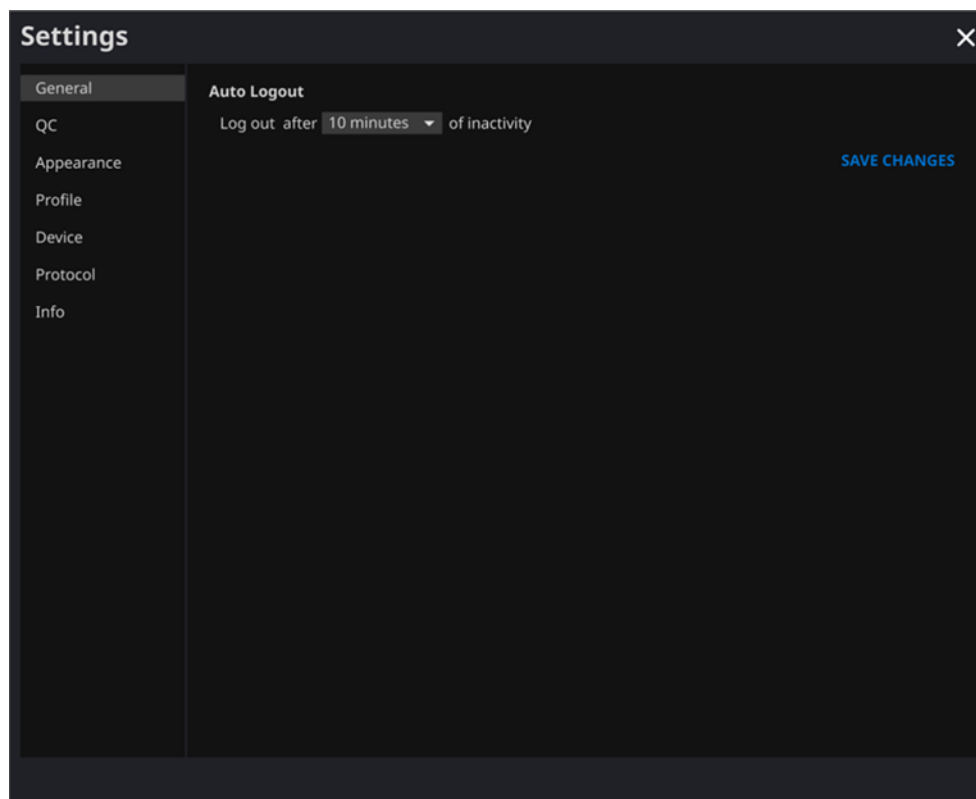 Settings
General
QC
Appearance
Profile
Device
Protocol
Info
Auto Logout
Log out after 10 minutes of inactivity
SAVE CHANGES